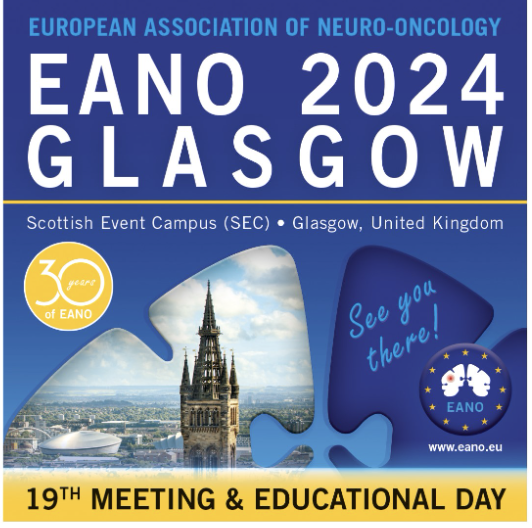 EUROPEAN ASSOCIATION OF NEURO-ONCOLOGY
EANO 2024
GLASGOW
Scottish Event Campus (SEC) • Glasgow, United Kingdom
30
years
of EANO
See you
there!
EANO
www.eano.eu
19TH MEETING & EDUCATIONAL DAY